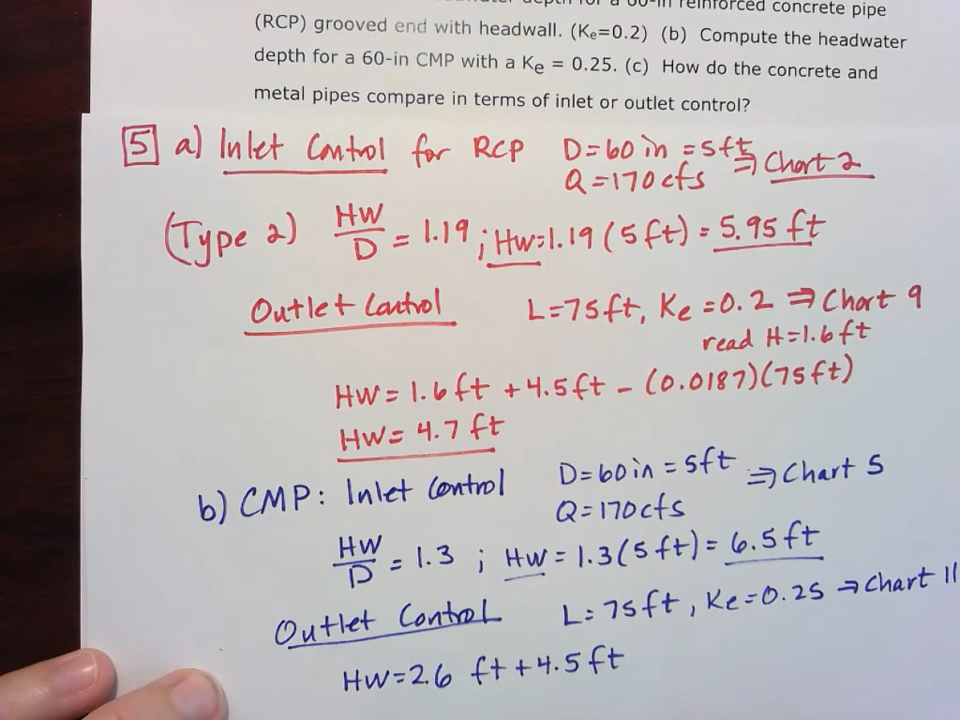 60-in reinforced concrete pipe
(RCP) grooved end with headwall. (Ke=0.2) (b) Compute the headwater
depth for a 60-in CMP with a Ke = 0.25. (c) How do the concrete and
metal pipes compare in terms of inlet or outlet control?
5 a) Inlet Control for RCP D=60in =5ft
Q=170cfs ⇒ Chart 2
(Type 2) HW/D = 1.19 ; HW=1.19(5ft) = 5.95 ft
Outlet Control L=75ft, Ke=0.2 ⇒ Chart 9
read H=1.6ft
HW= 1.6ft +4.5ft - (0.0187)(75ft)
HW= 4.7 ft
b) CMP: Inlet Control D=60in=5ft ⇒ Chart 5
Q=170cfs
HW/D = 1.3 ; HW = 1.3(5ft)= 6.5ft
Outlet Control L=75ft, Ke=0.25 → Chart 11
HW=2.6 ft +4.5ft